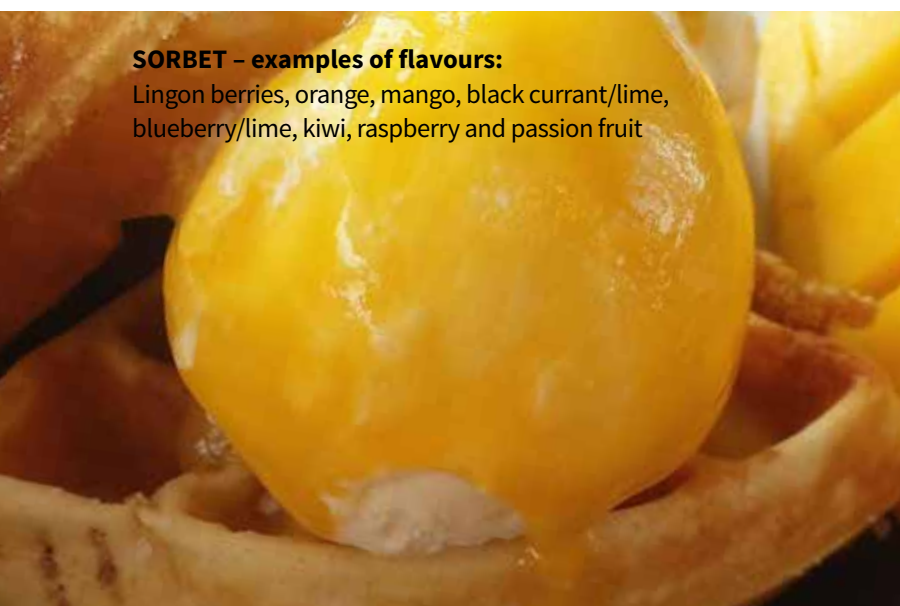 SORBET – examples of flavours:
Lingon berries, orange, mango, black currant/lime,
blueberry/lime, kiwi, raspberry and passion fruit